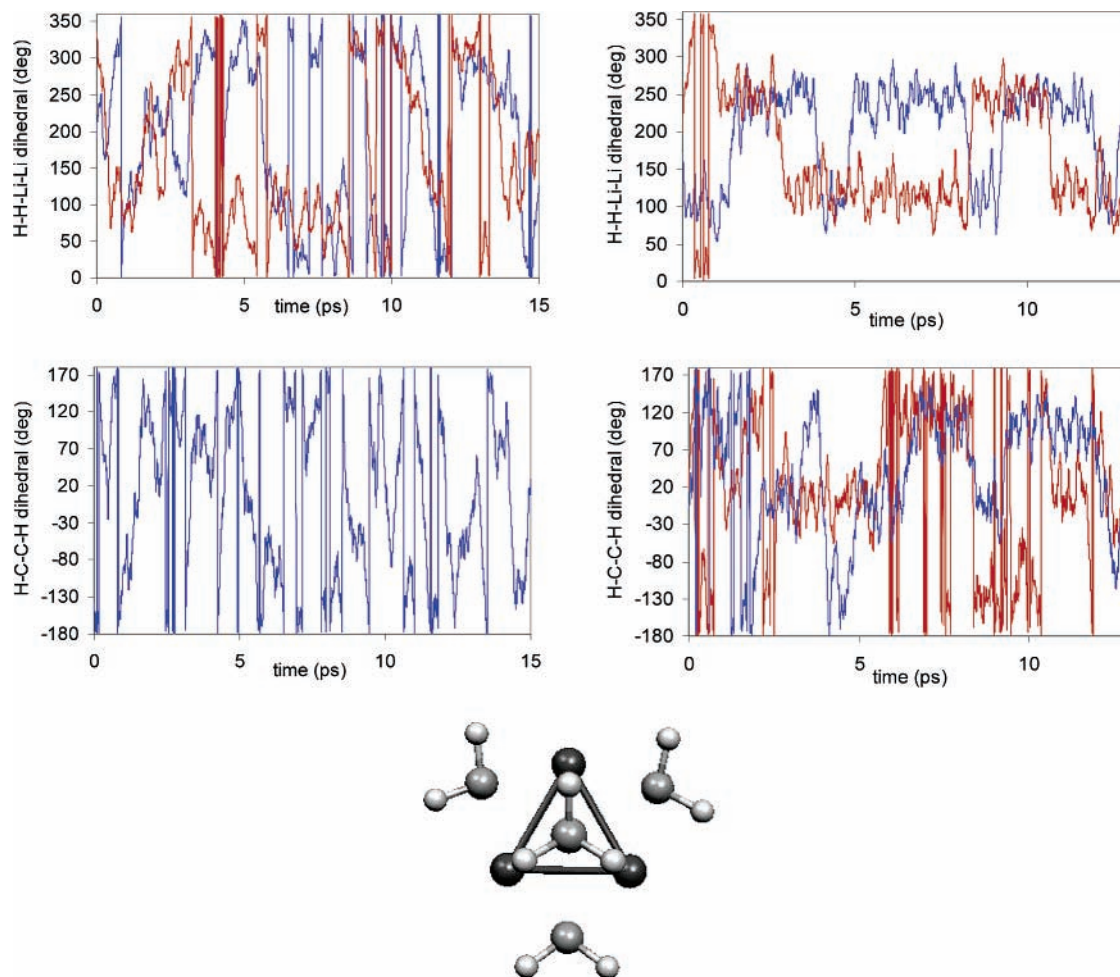 H-H-Li-Li dihedral (deg)
350
300
250
200
150
100
50
0
0 5 10 15
time (ps)
H-H-Li-Li dihedral (deg)
350
300
250
200
150
100
50
0
0 5 10
time (ps)
H-C-C-H dihedral (deg)
170
120
70
20
-30
-80
-130
-180
0 5 10 15
time (ps)
H-C-C-H dihedral (deg)
170
120
70
20
-30
-80
-130
-180
0 5 10
time (ps)